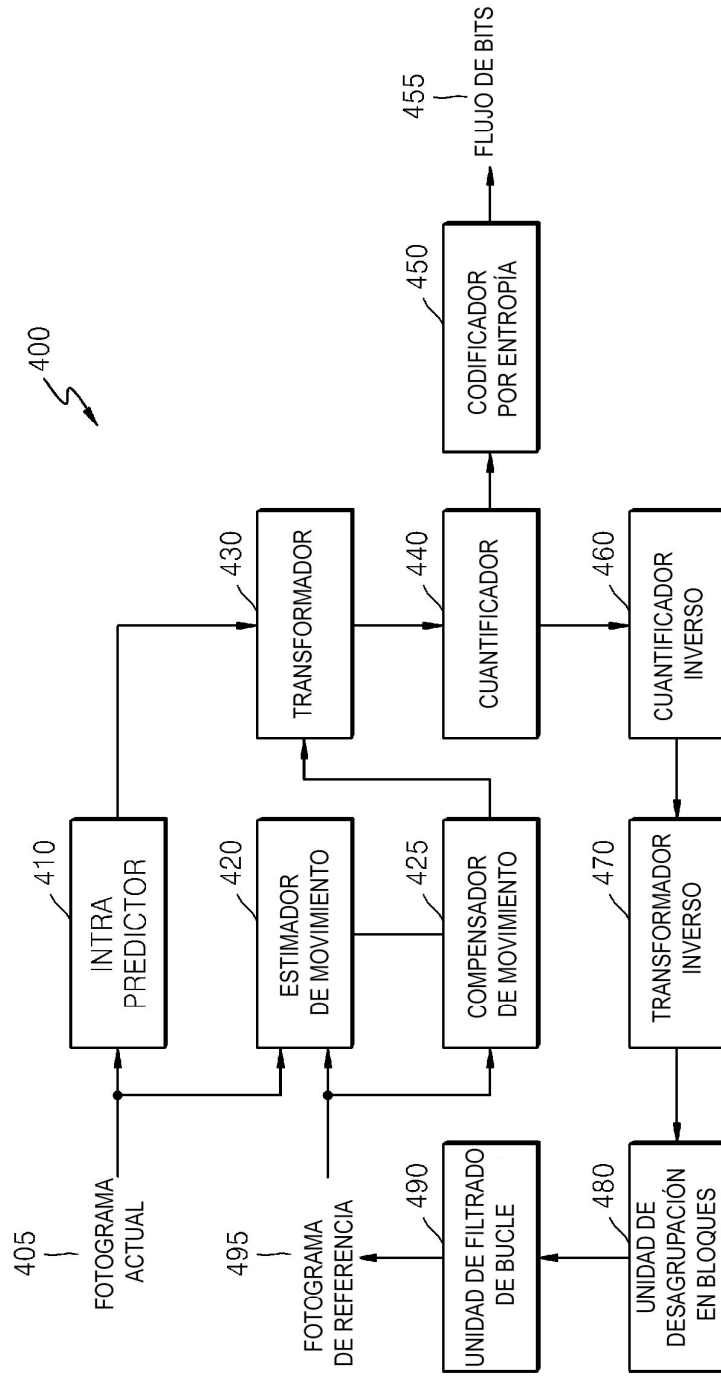 400
405
FOTOGRAMA
ACTUAL
410
INTRA
PREDICTOR
495
FOTOGRAMA
DE REFERENCIA
420
ESTIMADOR
DE MOVIMIENTO
430
TRANSFORMADOR
425
COMPENSADOR
DE MOVIMIENTO
440
CUANTIFICADOR
450
CODIFICADOR
POR ENTROPÍA
455
FLUJO DE BITS
490
UNIDAD DE FILTRADO
DE BUCLE
480
UNIDAD DE
DESAGRUPACIÓN
EN BLOQUES
470
TRANSFORMADOR
INVERSO
460
CUANTIFICADOR
INVERSO